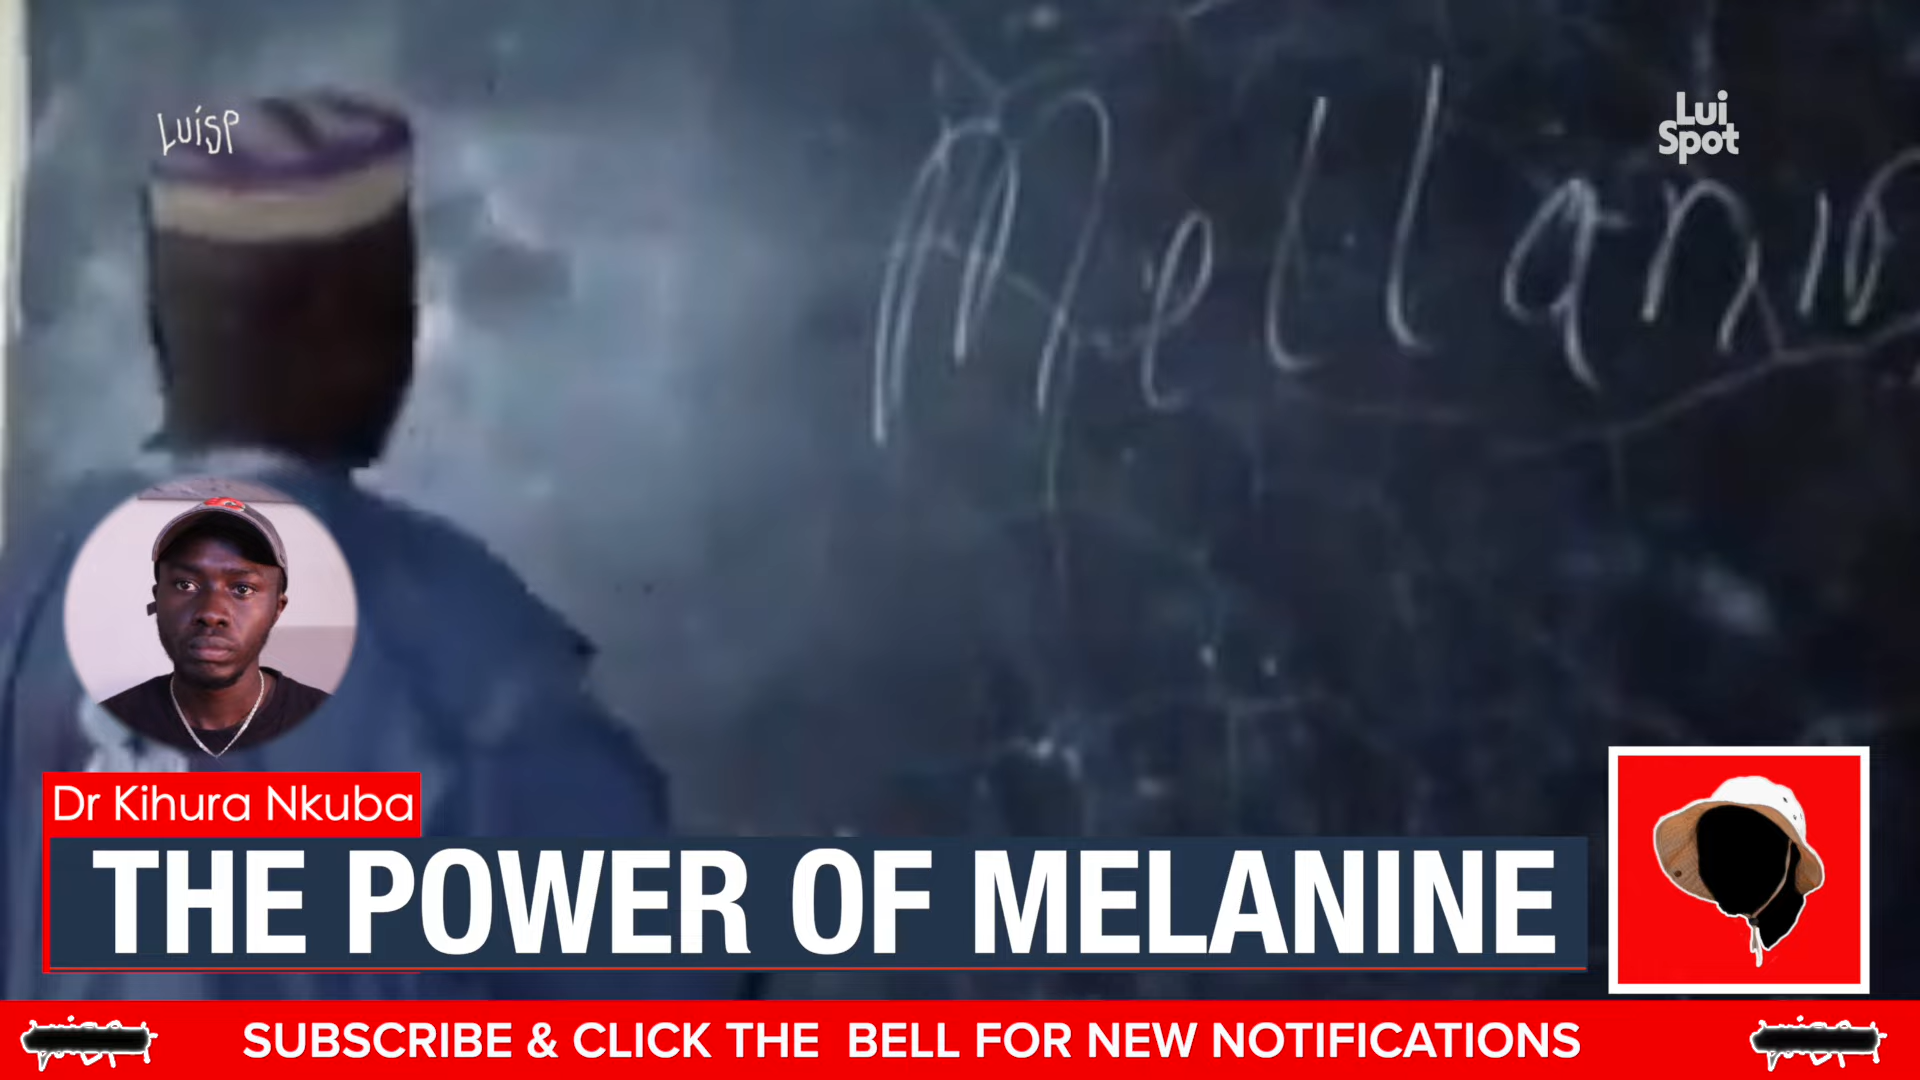 LUISP
Lui
Spot
Dr Kihura Nkuba
THE POWER OF MELANINE
SUBSCRIBE & CLICK THE BELL FOR NEW NOTIFICATIONS